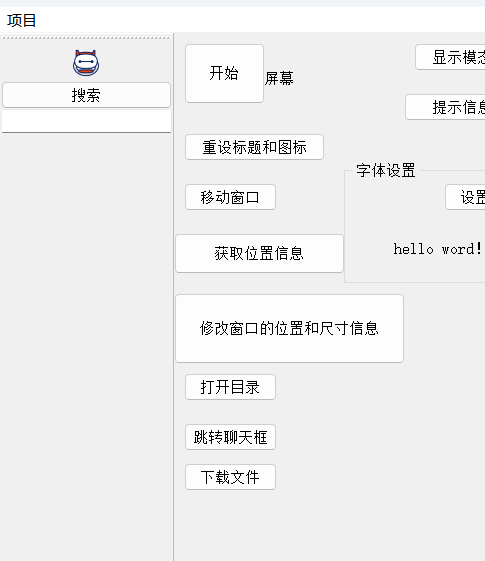 项目
搜索
开始
屏幕
显示模态
提示信息
重设标题和图标
字体设置
移动窗口
设置
获取位置信息
hello word!
修改窗口的位置和尺寸信息
打开目录
跳转聊天框
下载文件